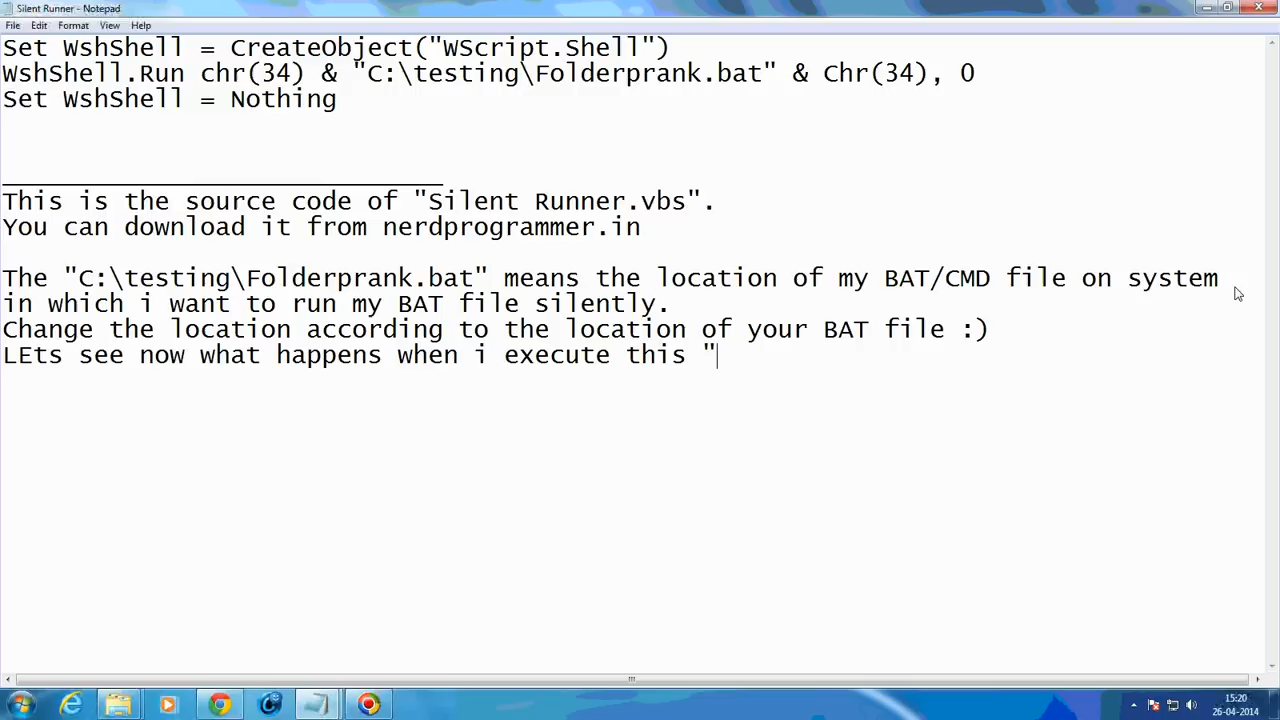 Silent Runner - Notepad
File Edit Format View Help
Set WshShell = CreateObject("WScript.Shell")
WshShell.Run chr(34) & "C:\testing\Folderprank.bat" & Chr(34), 0
Set WshShell = Nothing
_____________________________
This is the source code of "Silent Runner.vbs".
You can download it from nerdprogrammer.in
The "C:\testing\Folderprank.bat" means the location of my BAT/CMD file on system
in which i want to run my BAT file silently.
Change the location according to the location of your BAT file :)
LEts see now what happens when i execute this "
15:20
26-04-2014